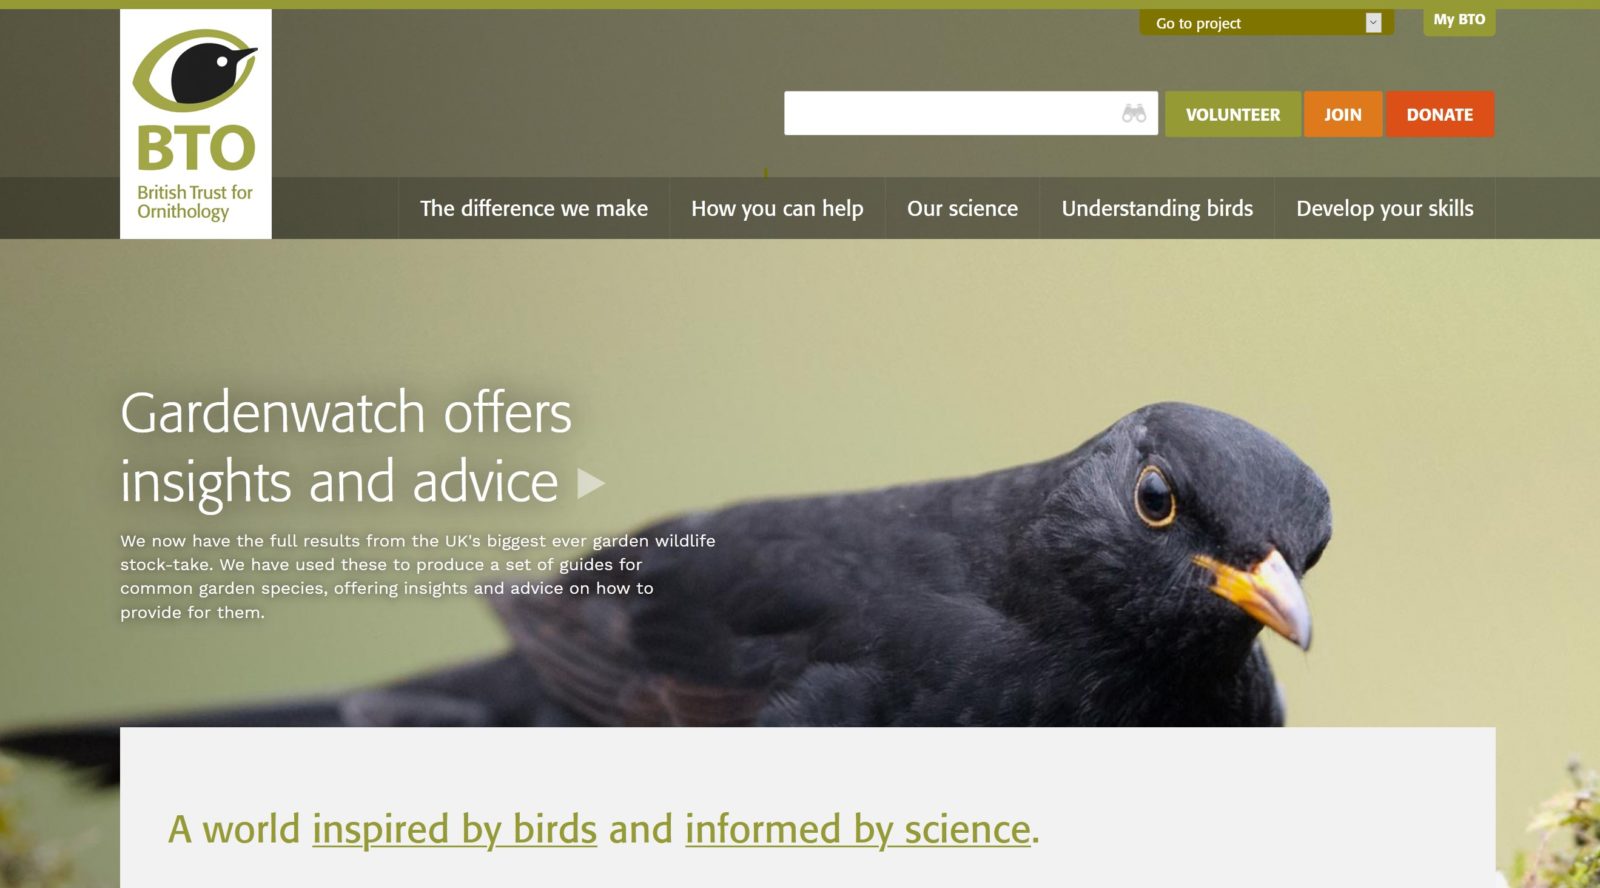 Go to project
My BTO
BTO
British Trust for
Ornithology
VOLUNTEER
JOIN
DONATE
The difference we make
How you can help
Our science
Understanding birds
Develop your skills
Gardenwatch offers
insights and advice
We now have the full results from the UK's biggest ever garden wildlife
stock-take. We have used these to produce a set of guides for
common garden species, offering insights and advice on how to
provide for them.
A world inspired by birds and informed by science.